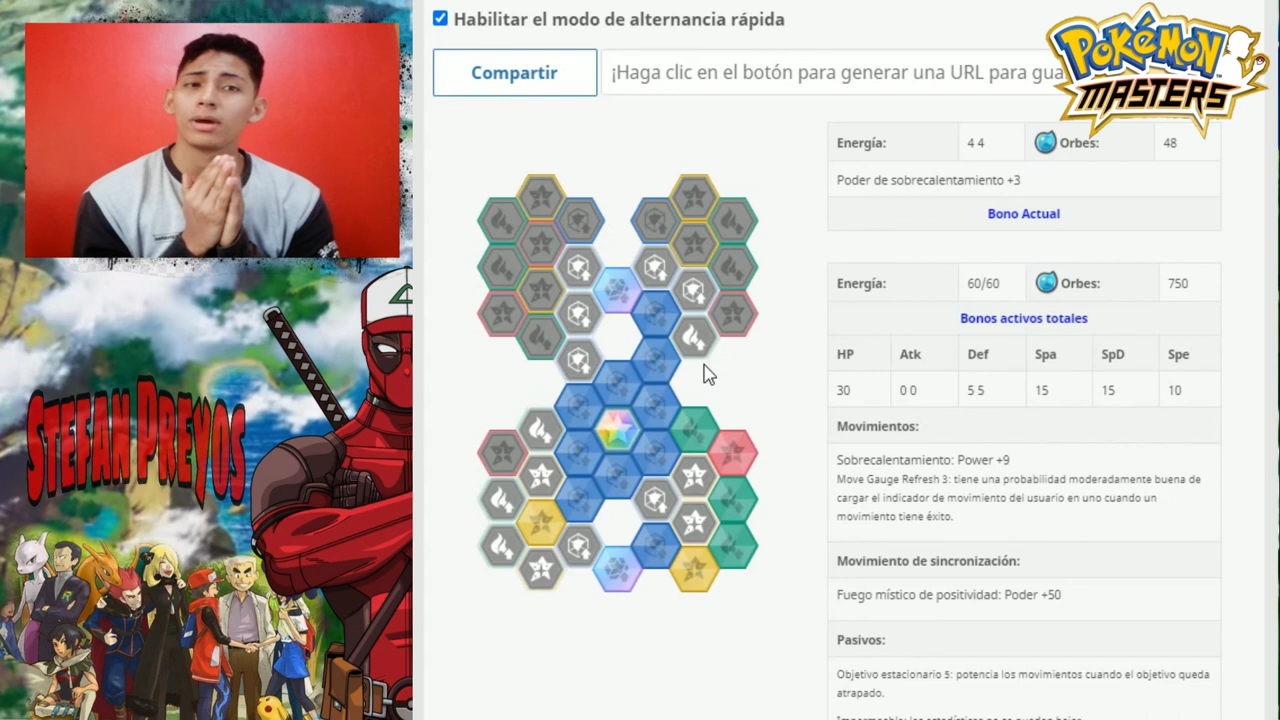 Habilitar el modo de alternancia rápida
Compartir
¡Haga clic en el botón para generar una URL para gua
POKéMON
MASTERS
Energía: 4 4 Orbes: 48
Poder de sobrecalentamiento +3
Bono Actual
Energía: 60/60 Orbes: 750
Bonos activos totales
HP Atk Def Spa SpD Spe
30 0 0 5 5 15 15 10
Movimientos:
Sobrecalentamiento: Power +9
Move Gauge Refresh 3: tiene una probabilidad moderadamente buena de
cargar el indicador de movimiento del usuario en uno cuando un
movimiento tiene éxito.
Movimiento de sincronización:
Fuego místico de positividad: Poder +50
Pasivos:
Objetivo estacionario 5: potencia los movimientos cuando el objetivo queda
atrapado.
STEFAN PREYOS